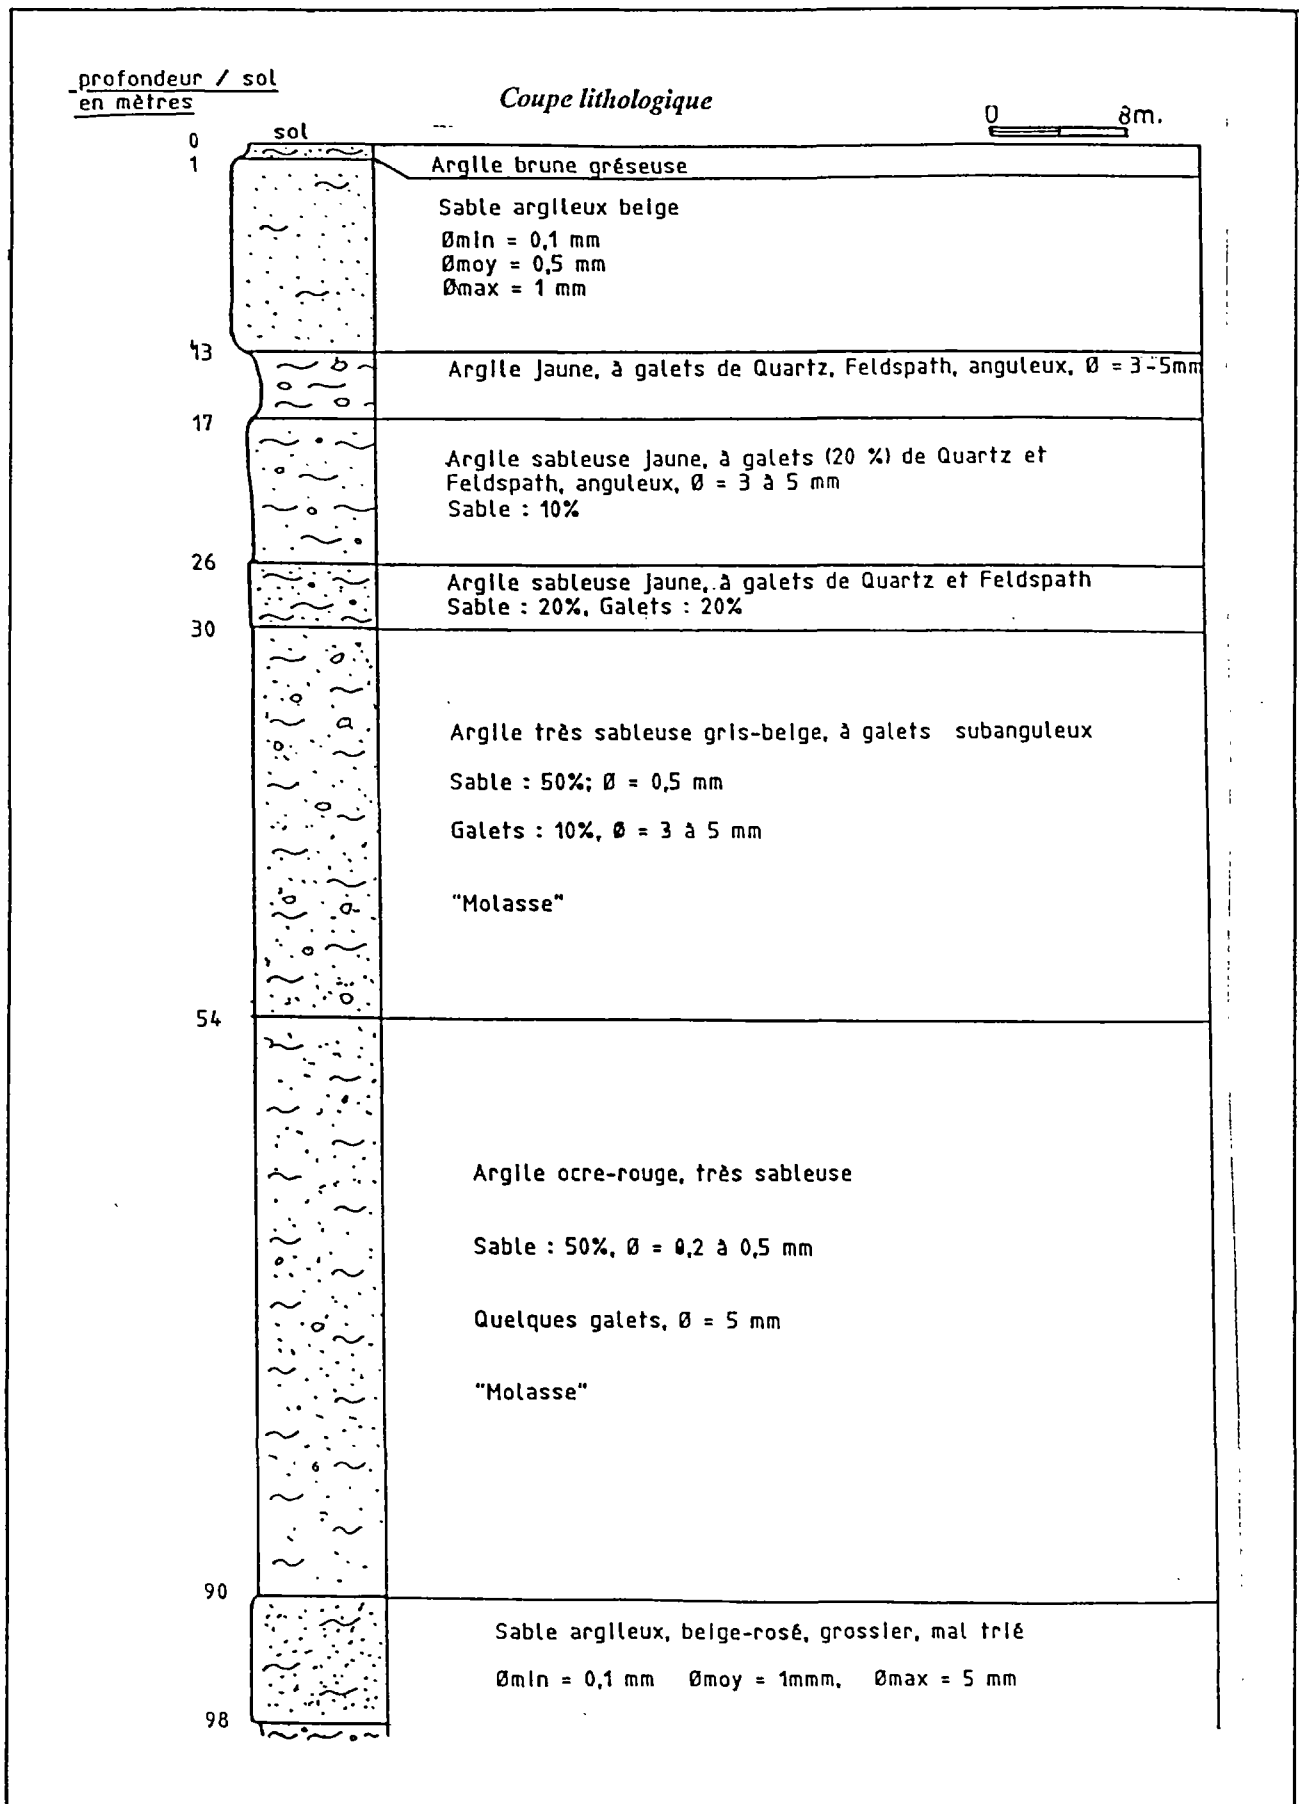 profondeur / sol
en mètres
Coupe lithologique
0 8m.
sol
0
1
Argile brune gréseuse
Sable argileux beige
Ømin = 0,1 mm
Ømoy = 0,5 mm
Ømax = 1 mm
13
Argile Jaune, à galets de Quartz, Feldspath, anguleux, Ø = 3-5mm
17
Argile sableuse Jaune, à galets (20 %) de Quartz et
Feldspath, anguleux, Ø = 3 à 5 mm
Sable : 10%
26
Argile sableuse Jaune, à galets de Quartz et Feldspath
Sable : 20%, Galets : 20%
30
Argile très sableuse gris-beige, à galets subanguleux
Sable : 50%; Ø = 0,5 mm
Galets : 10%, Ø = 3 à 5 mm
"Molasse"
54
Argile ocre-rouge, très sableuse
Sable : 50%, Ø = 0,2 à 0,5 mm
Quelques galets, Ø = 5 mm
"Molasse"
90
Sable argileux, beige-rosé, grossier, mal trié
Ømin = 0,1 mm Ømoy = 1mmm, Ømax = 5 mm
98